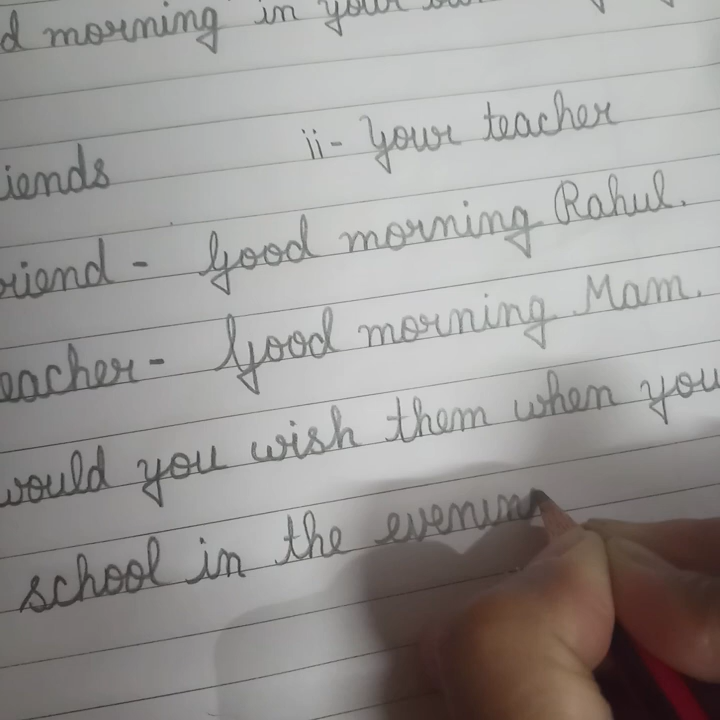 d morning in your
iends ii- your teacher
riend - Good morning Rahul.
eacher - Good morning Mam.
would you wish them when you
school in the evenin